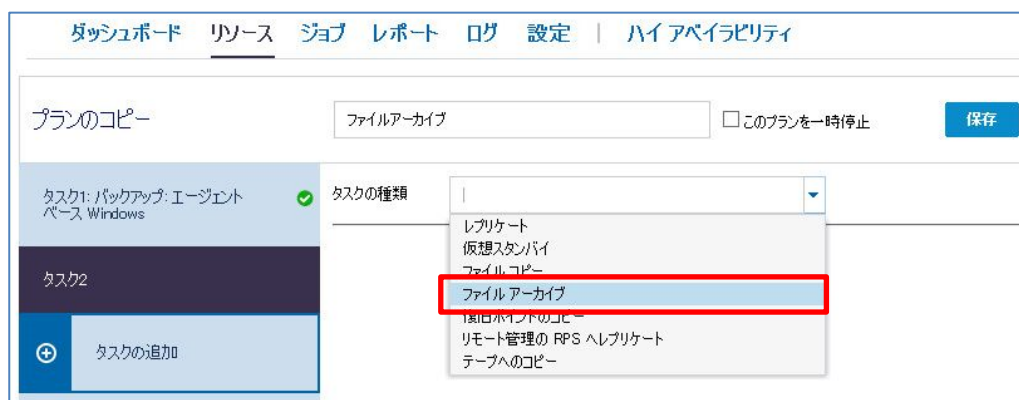 ダッシュボード リソース ジョブ レポート ログ 設定 | ハイ アベイラビリティ
プランのコピー
ファイルアーカイブ
このプランを一時停止
保存
タスク1: バックアップ: エージェント
ベース Windows
タスクの種類
レプリケート
仮想スタンバイ
ファイル コピー
ファイル アーカイブ
復旧ポイントのコピー
リモート管理の RPS へレプリケート
テープへのコピー
タスク2
タスクの追加